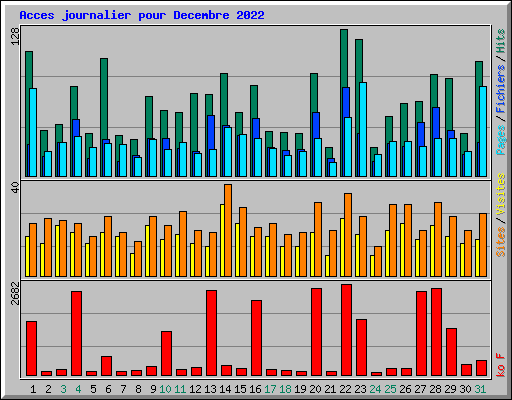 Acces journalier pour Decembre 2022
128
40
2682
Pages / Fichiers / Hits
Sites / Visites
ko F
1 2 3 4 5 6 7 8 9 10 11 12 13 14 15 16 17 18 19 20 21 22 23 24 25 26 27 28 29 30 31